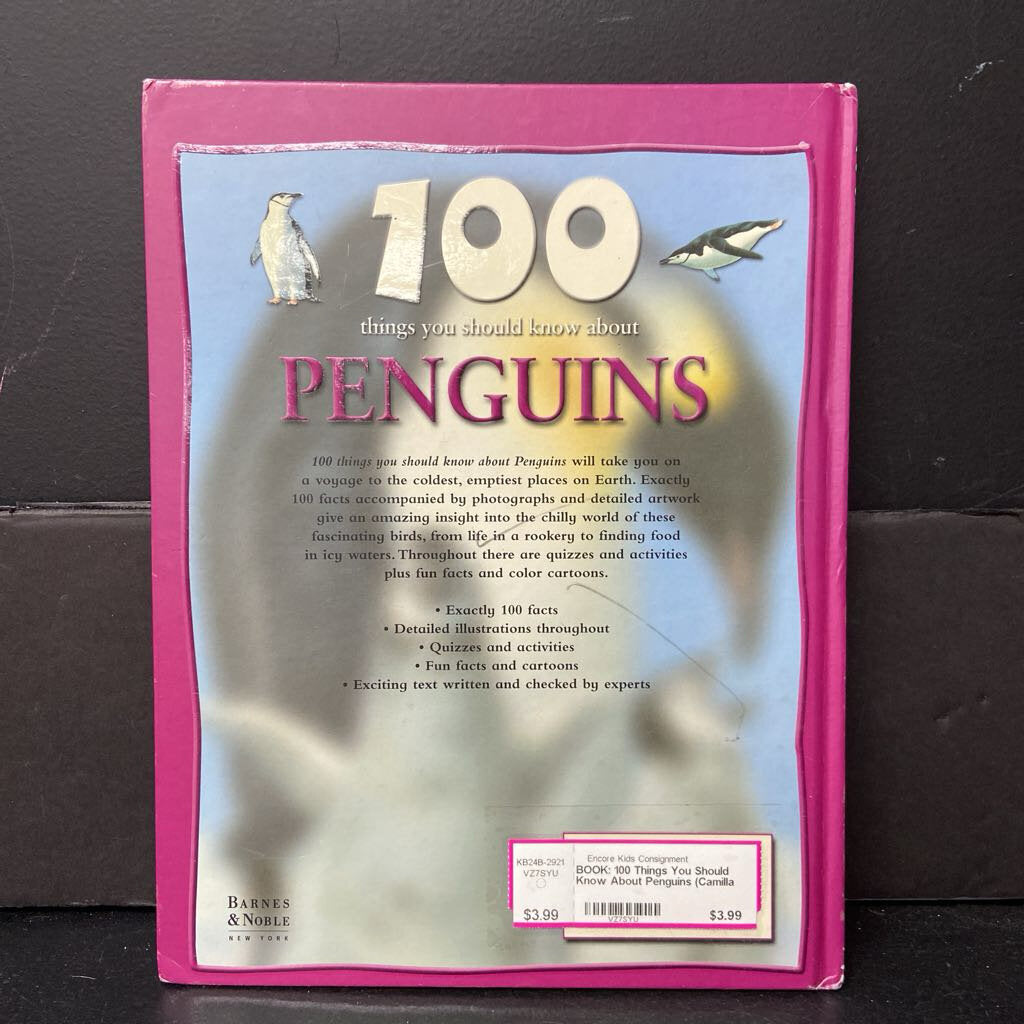 100
things you should know about
PENGUINS
100 things you should know about Penguins will take you on
a voyage to the coldest, emptiest places on Earth. Exactly
100 facts accompanied by photographs and detailed artwork
give an amazing insight into the chilly world of these
fascinating birds, from life in a rookery to finding food
in icy waters. Throughout there are quizzes and activities
plus fun facts and color cartoons.
• Exactly 100 facts
• Detailed illustrations throughout
• Quizzes and activities
• Fun facts and cartoons
• Exciting text written and checked by experts
BARNES
& NOBLE
NEW YORK
KB24B-2921
VZ7SYU
$3.99
Encore Kids Consignment
BOOK: 100 Things You Should
Know About Penguins (Camilla
VZ7SYU
$3.99